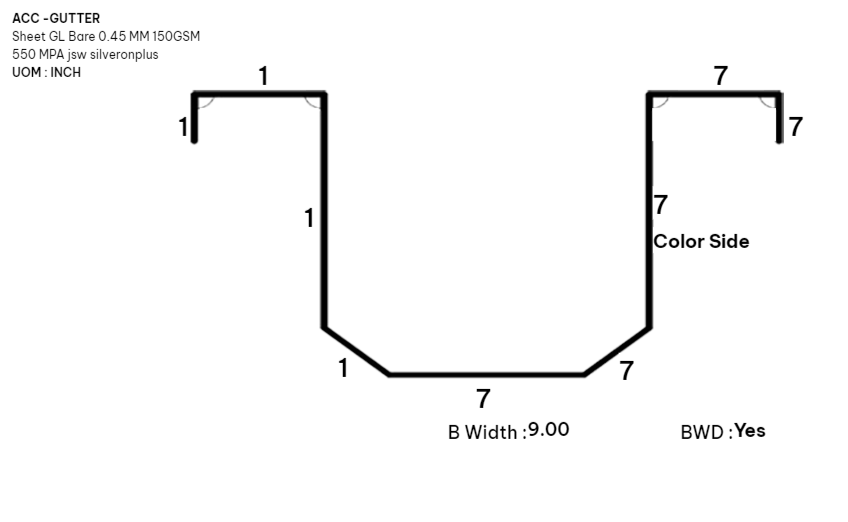 ACC -GUTTER
Sheet GL Bare 0.45 MM 150GSM
550 MPA jsw silveronplus
UOM : INCH
1
7
1
7
1
7
Color Side
1
7
7
B Width :9.00
BWD :Yes